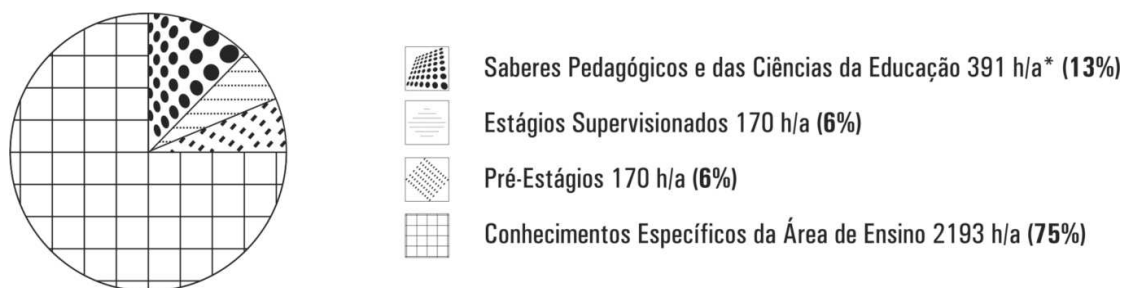 Saberes Pedagógicos e das Ciências da Educação 391 h/a* (13%)
Estágios Supervisionados 170 h/a (6%)
Pré-Estágios 170 h/a (6%)
Conhecimentos Específicos da Área de Ensino 2193 h/a (75%)